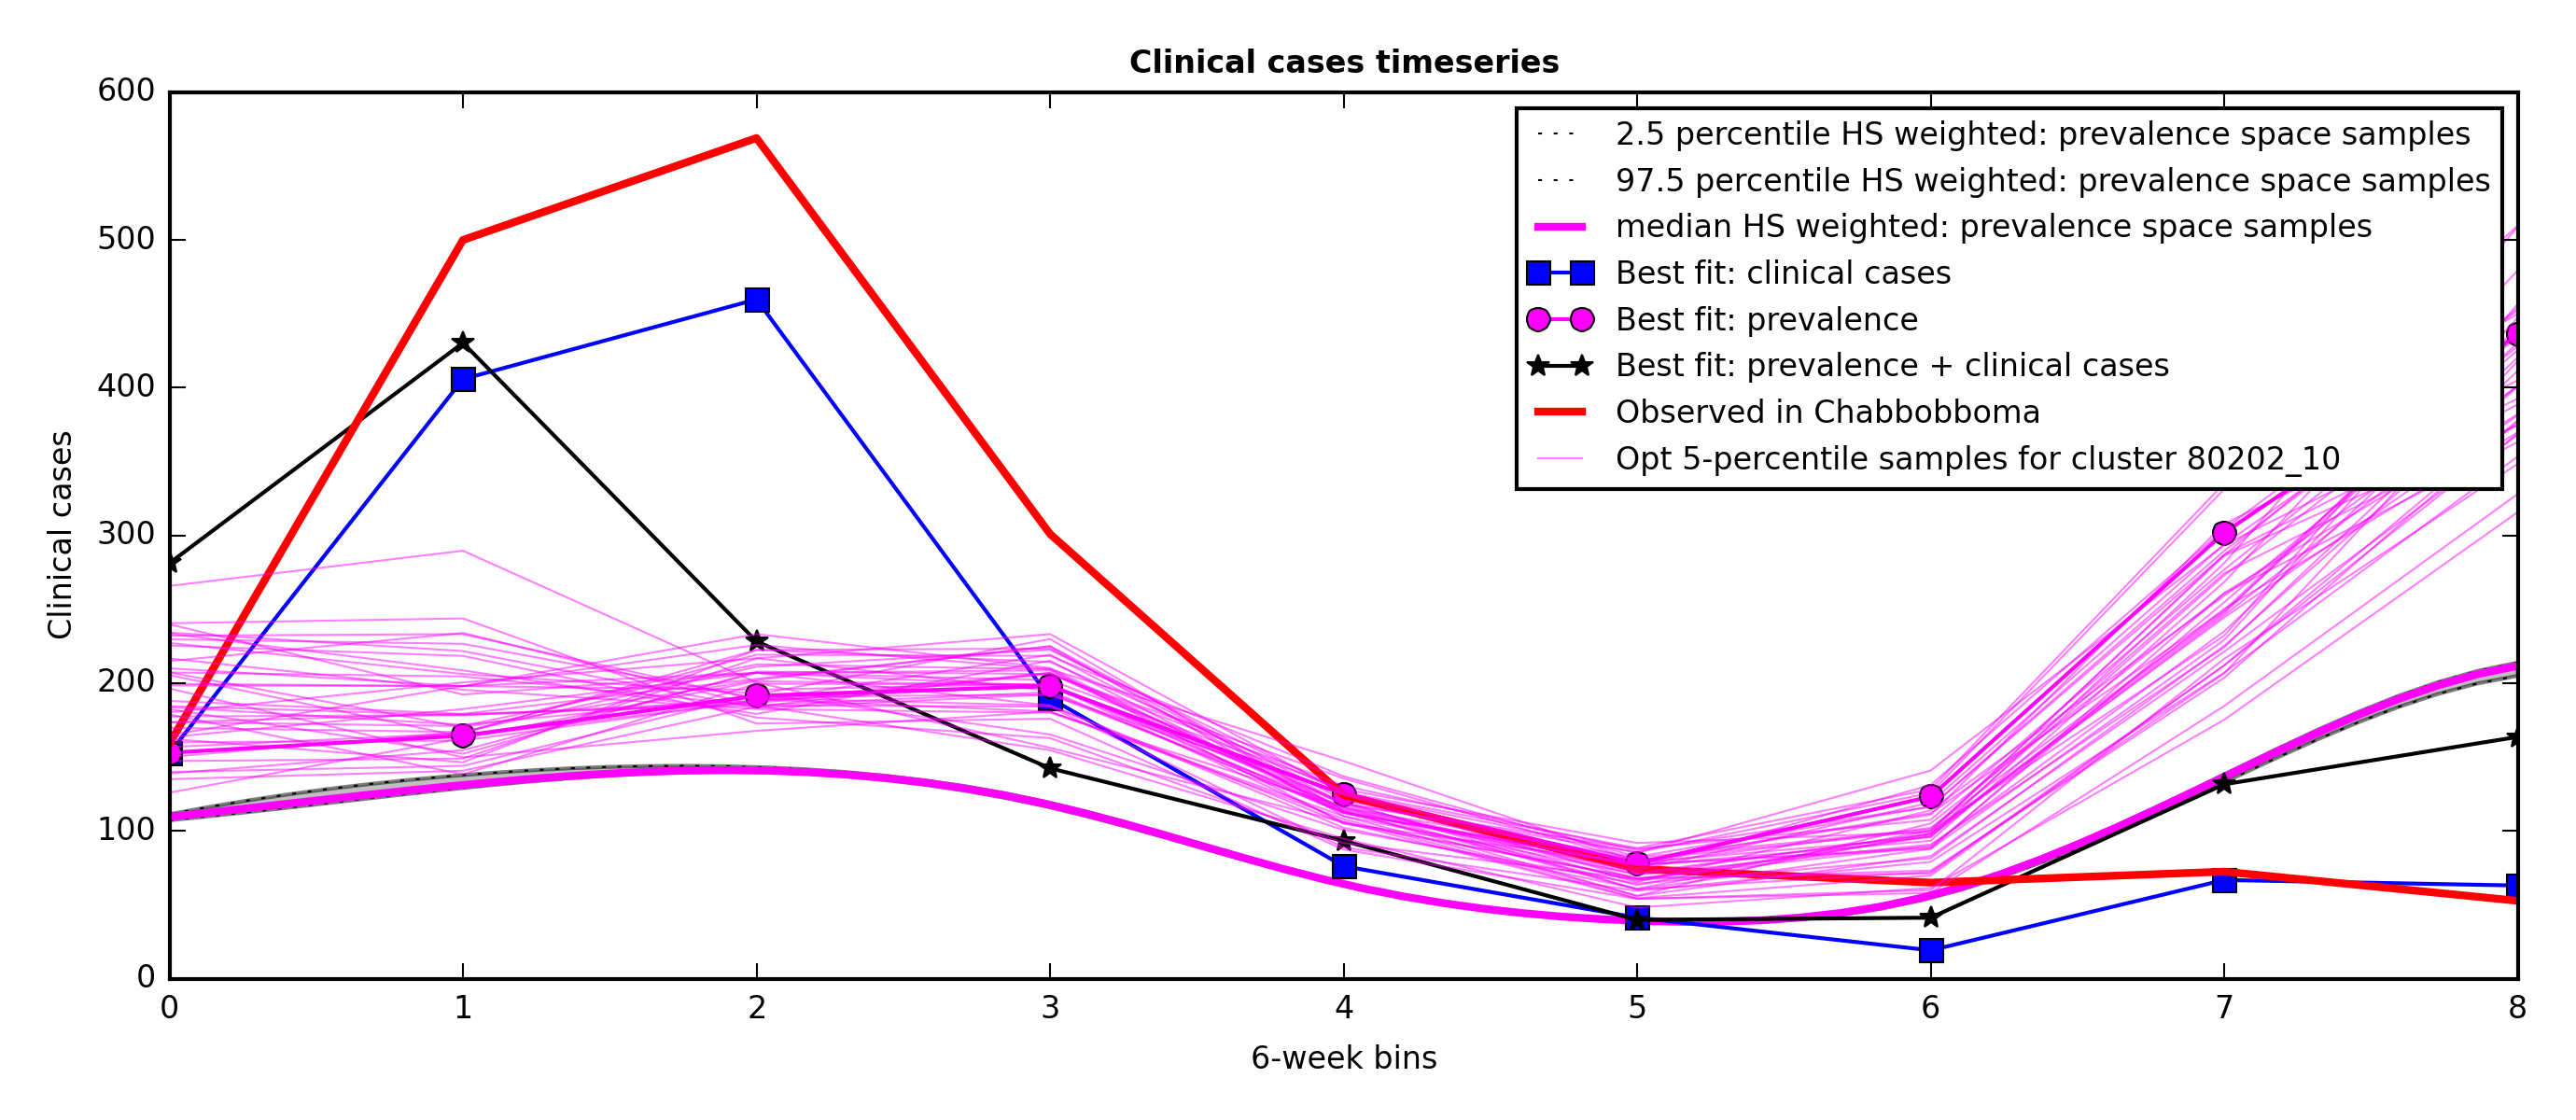 Clinical cases timeseries
600
500
400
300
200
100
0
Clinical cases
2.5 percentile HS weighted: prevalence space samples
97.5 percentile HS weighted: prevalence space samples
median HS weighted: prevalence space samples
Best fit: clinical cases
Best fit: prevalence
Best fit: prevalence + clinical cases
Observed in Chabbobboma
Opt 5-percentile samples for cluster 80202_10
0 1 2 3 4 5 6 7 8
6-week bins